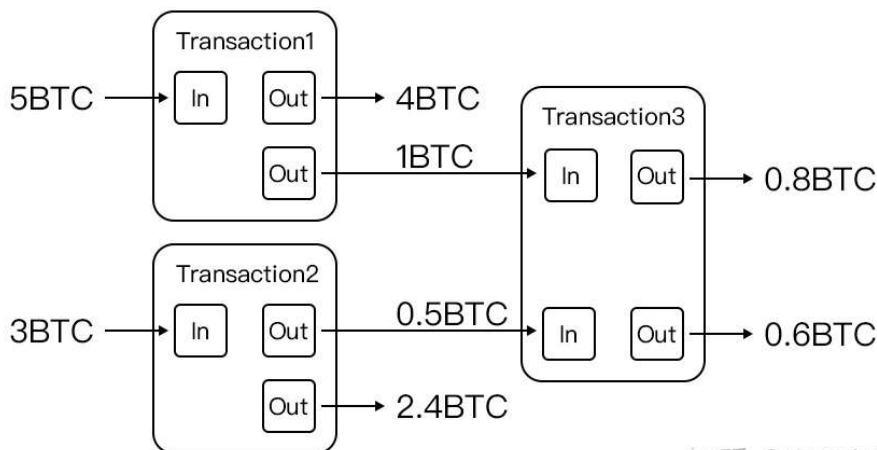 Transaction1
5BTC
In
Out
4BTC
Out
1BTC
Transaction2
3BTC
In
Out
0.5BTC
Out
2.4BTC
Transaction3
In
Out
0.8BTC
In
Out
0.6BTC